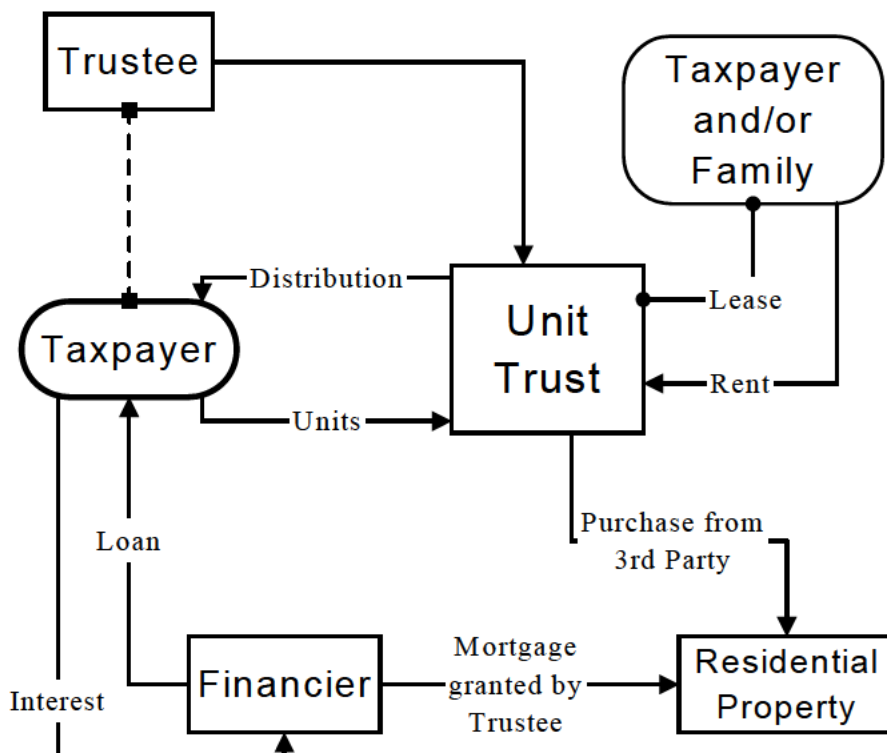 Trustee
Taxpayer
and/or
Family
Distribution
Unit
Trust
Lease
Taxpayer
Rent
Units
Purchase from
3rd Party
Loan
Mortgage
granted by
Trustee
Financier
Residential
Property
Interest